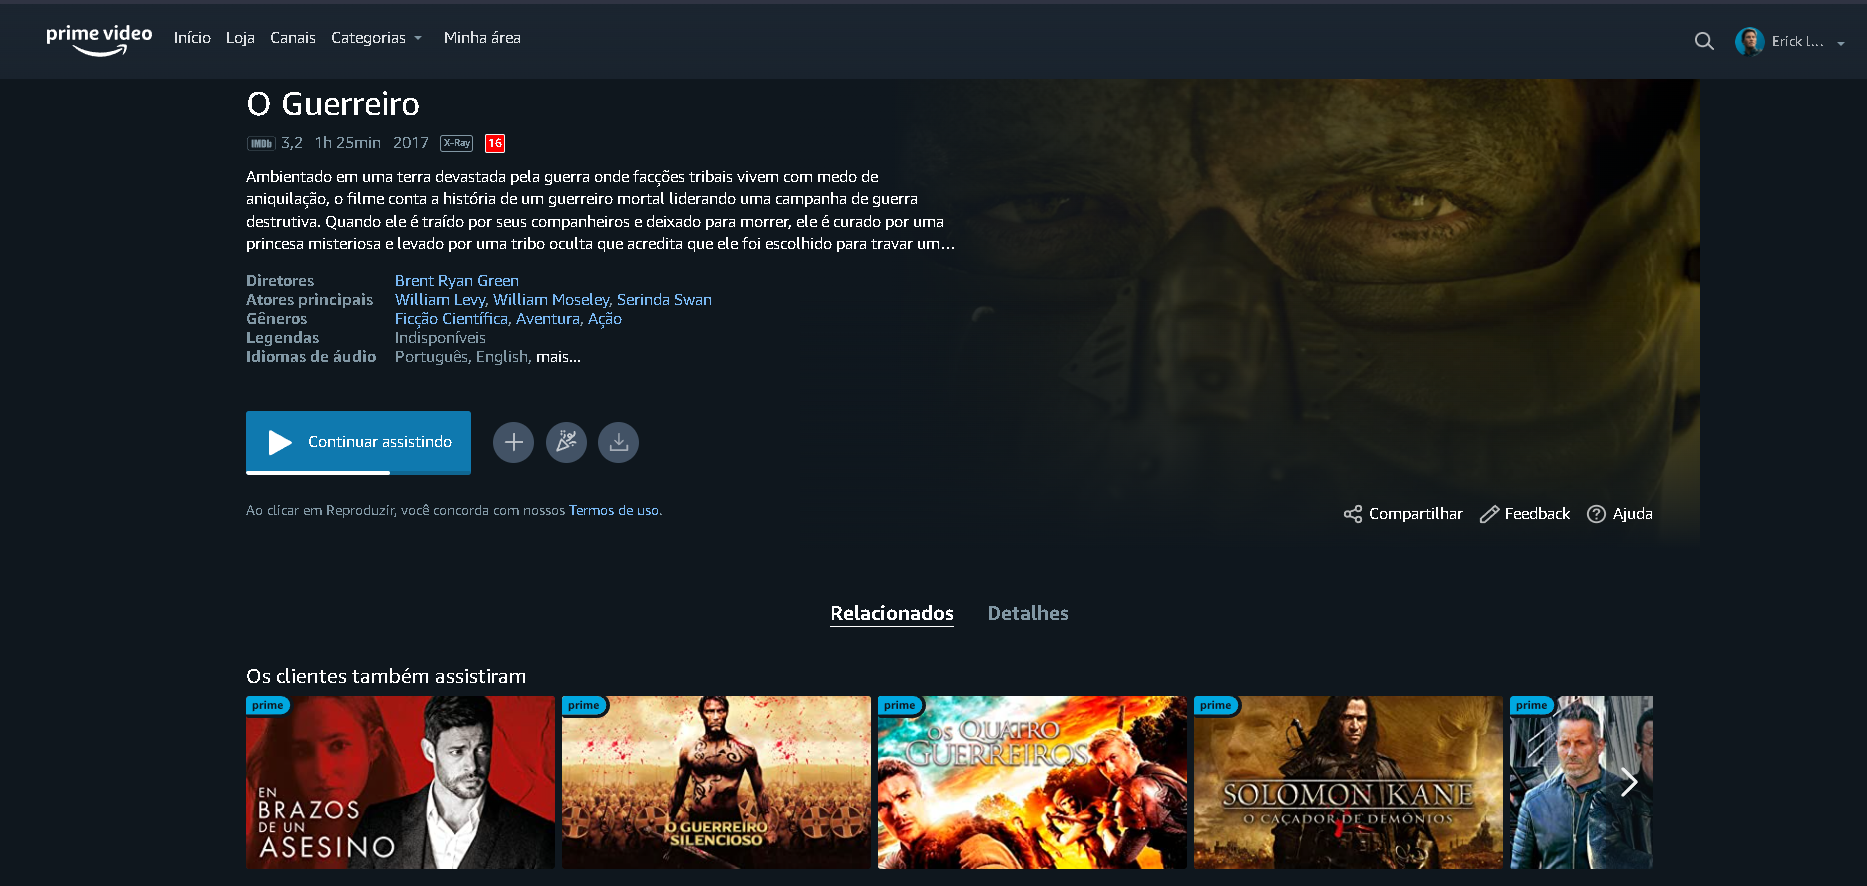 prime video
Início Loja Canais Categorias Minha área
Erick l...
O Guerreiro
IMDb 3,2 1h 25min 2017 X-Ray 16
Ambientado em uma terra devastada pela guerra onde facções tribais vivem com medo de
aniquilação, o filme conta a história de um guerreiro mortal liderando uma campanha de guerra
destrutiva. Quando ele é traído por seus companheiros e deixado para morrer, ele é curado por uma
princesa misteriosa e levado por uma tribo oculta que acredita que ele foi escolhido para travar um...
Diretores Brent Ryan Green
Atores principais William Levy, William Moseley, Serinda Swan
Gêneros Ficção Científica, Aventura, Ação
Legendas Indisponíveis
Idiomas de áudio Português, English, mais...
Continuar assistindo
Ao clicar em Reproduzir, você concorda com nossos Termos de uso.
Compartilhar Feedback Ajuda
Relacionados Detalhes
Os clientes também assistiram
prime
EN
BRAZOS
DE UN
ASESINO
prime
O GUERREIRO
SILENCIOSO
prime
OS QUATRO
GUERREIROS
prime
SOLOMON KANE
O CAÇADOR DE DEMÔNIOS
prime